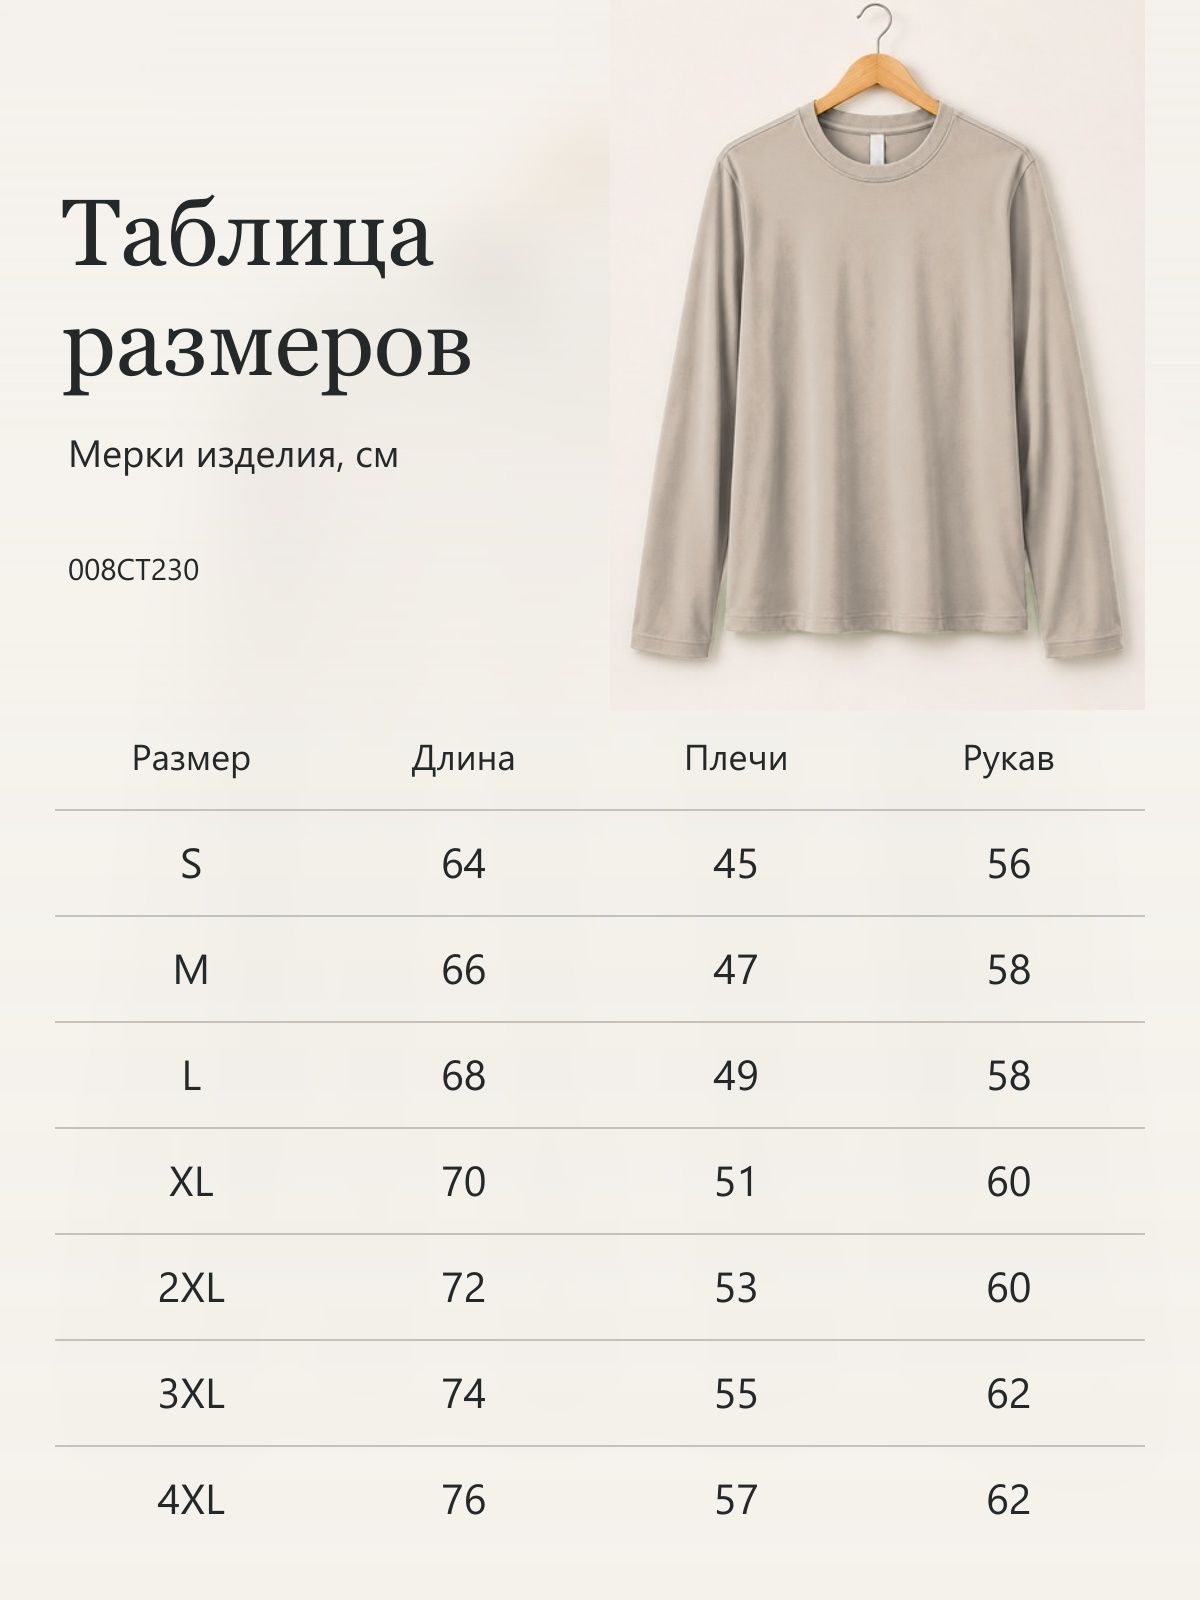 Таблица
размеров
Мерки изделия, см
008СТ230
Размер Длина Плечи Рукав
S 64 45 56
M 66 47 58
L 68 49 58
XL 70 51 60
2XL 72 53 60
3XL 74 55 62
4XL 76 57 62